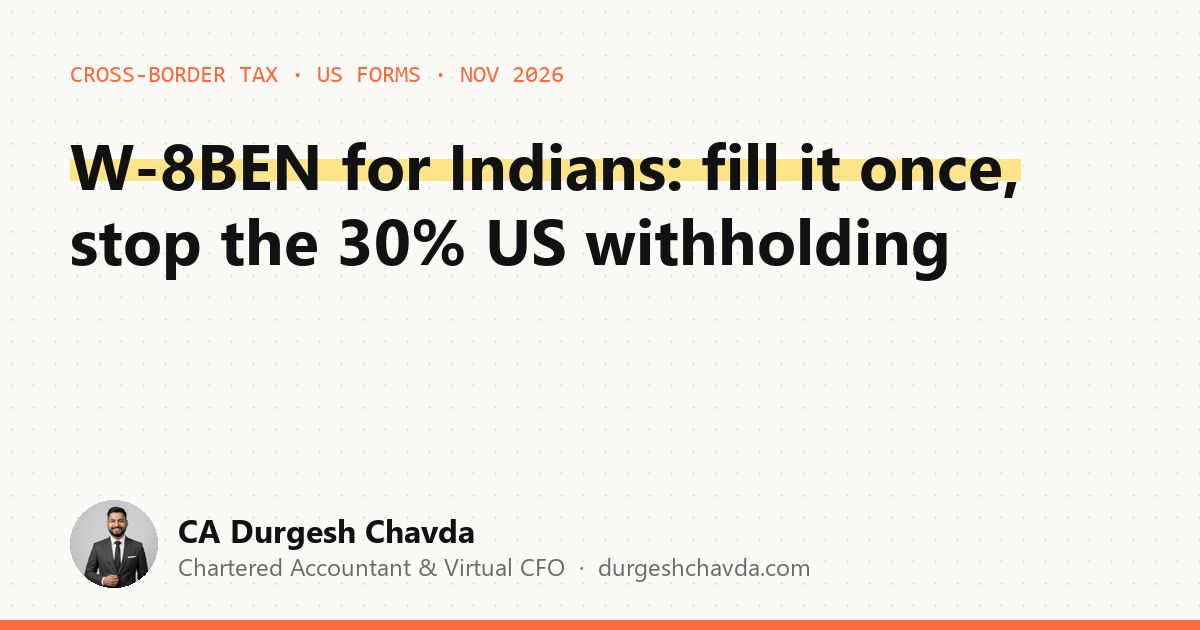 CROSS-BORDER TAX · US FORMS · NOV 2026
W-8BEN for Indians: fill it once,
stop the 30% US withholding
CA Durgesh Chavda
Chartered Accountant & Virtual CFO · durgeshchavda.com